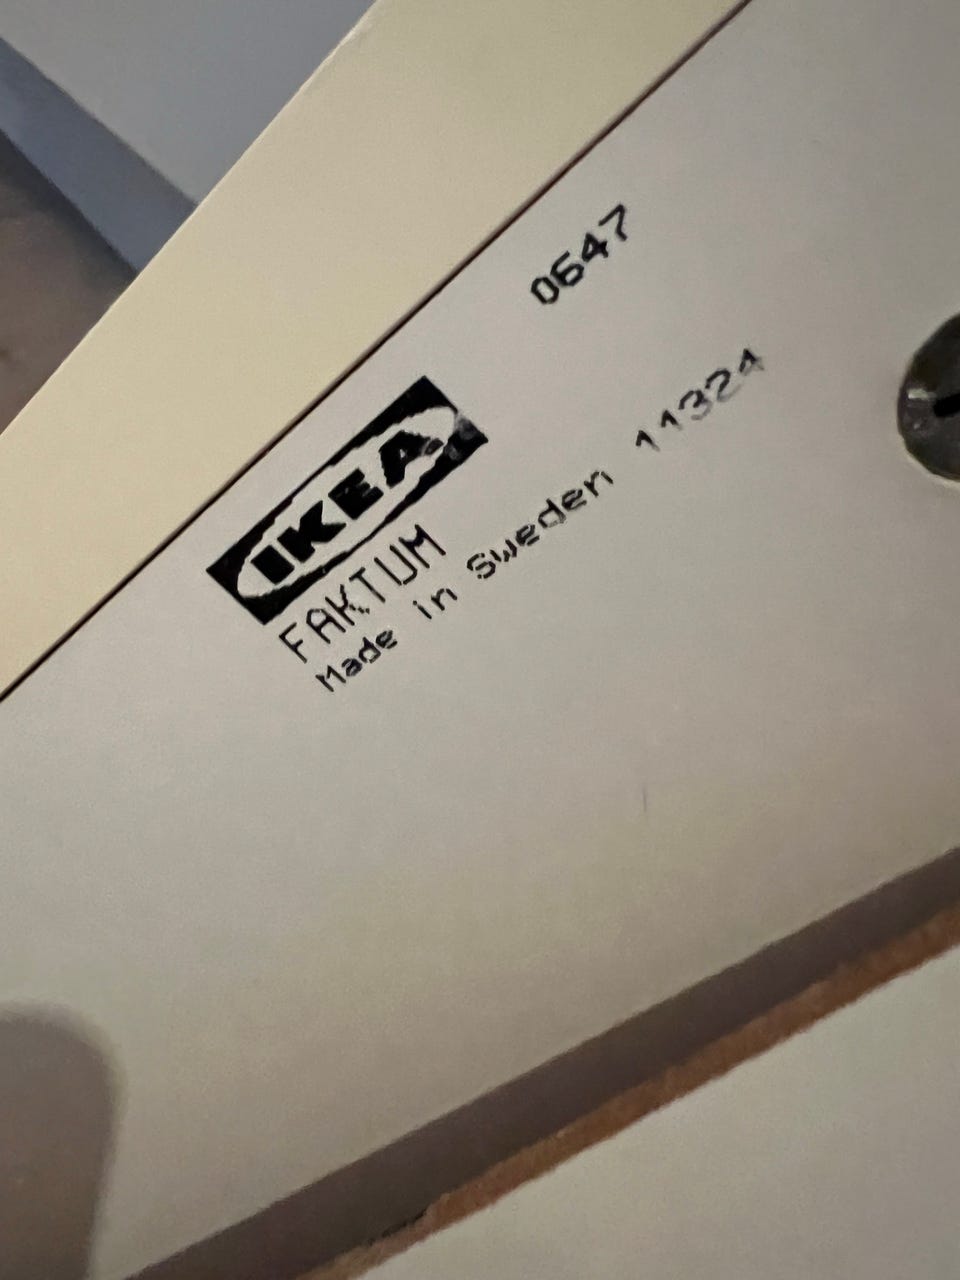 0647
IKEA
FAKTUM
Made in Sweden 11324